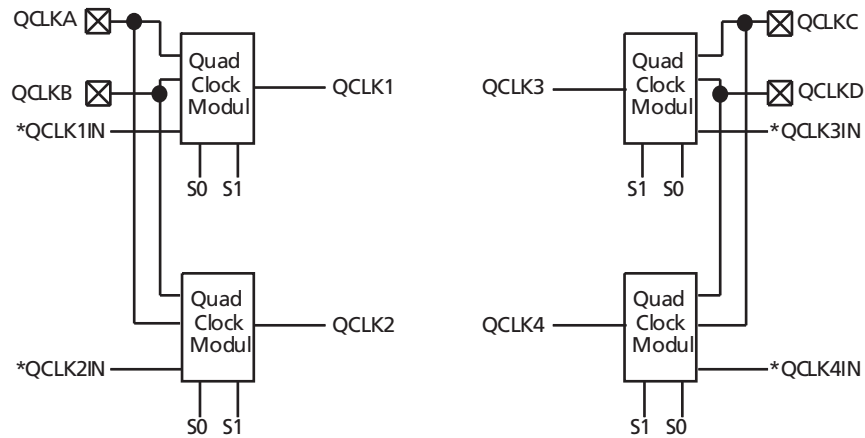 QCLKA
QCLKB
*QCLK1IN
Quad
Clock
Modul
QCLK1
S0 S1
QCLK3
Quad
Clock
Modul
QCLKC
QCLKD
*QCLK3IN
S1 S0
*QCLK2IN
Quad
Clock
Modul
QCLK2
S0 S1
QCLK4
Quad
Clock
Modul
*QCLK4IN
S1 S0